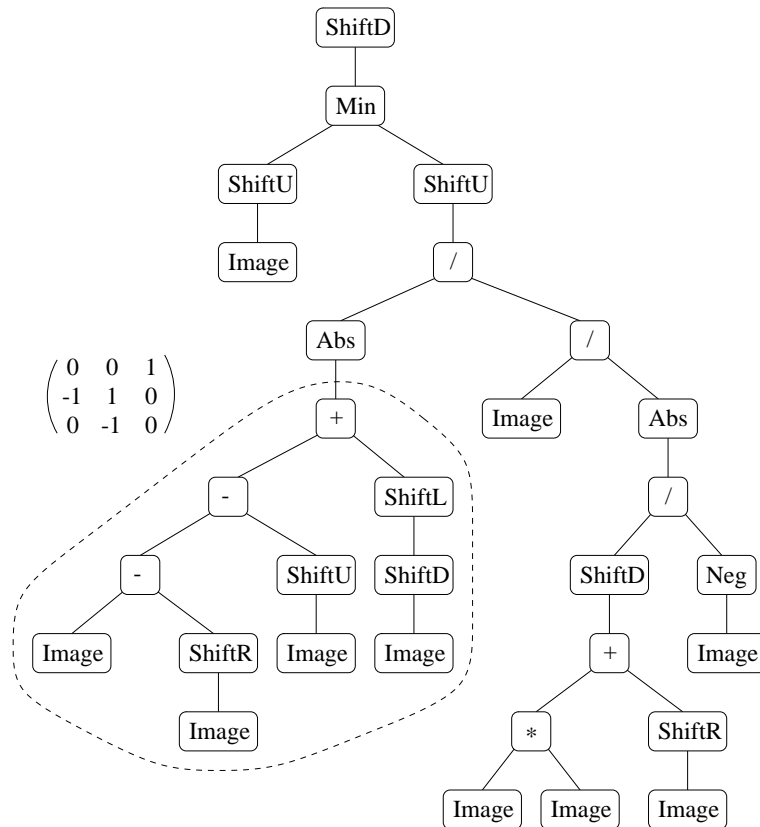 ShiftD
Min
ShiftU ShiftU
Image /
Abs /
0 0 1
-1 1 0
0 -1 0
+ Image Abs
- ShiftL /
- ShiftU ShiftD ShiftD Neg
Image ShiftR Image Image + Image
Image * ShiftR
Image Image Image